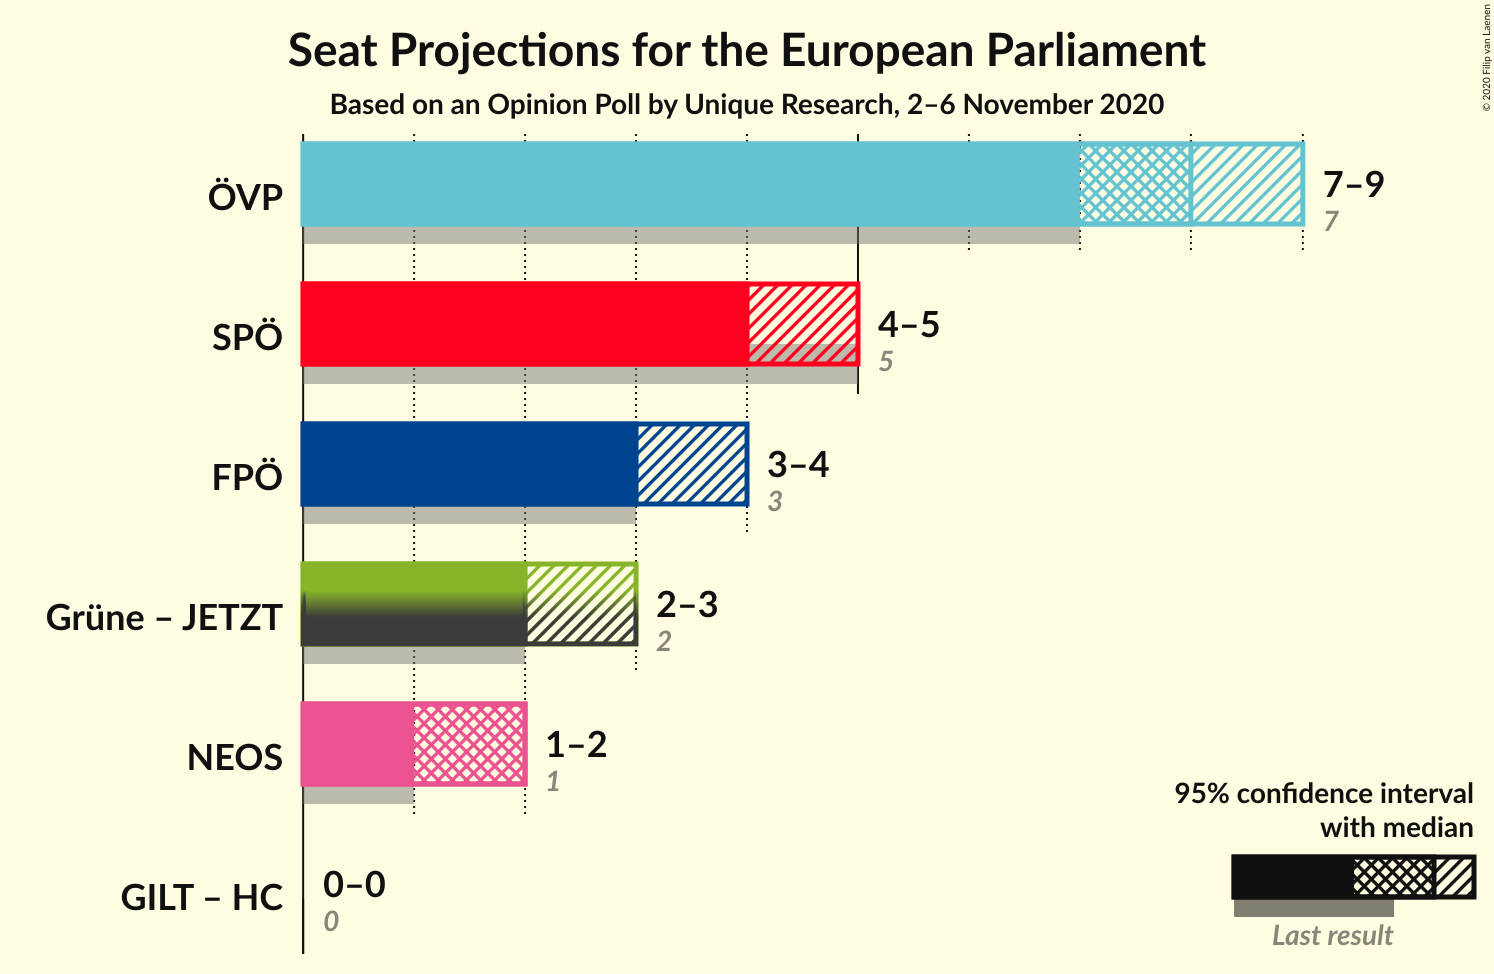 Seat Projections for the European Parliament
Based on an Opinion Poll by Unique Research, 2–6 November 2020
© 2020 Filip van Laenen
ÖVP
7–9
7
SPÖ
4–5
5
FPÖ
3–4
3
Grüne – JETZT
2–3
2
NEOS
1–2
1
GILT – HC
0–0
0
95% confidence interval
with median
Last result